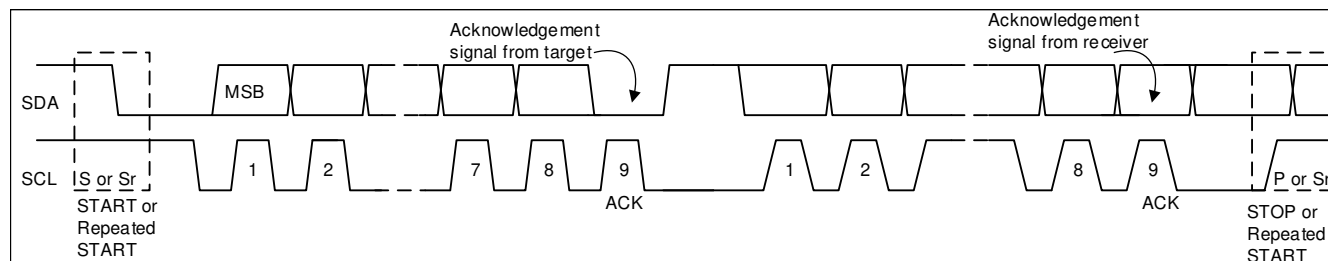 Acknowledgement
signal from target
Acknowledgement
signal from receiver
SDA
MSB
SCL
S or Sr
1
2
7
8
9
1
2
8
9
P or Sr
ACK
ACK
START or
Repeated
START
STOP or
Repeated
START